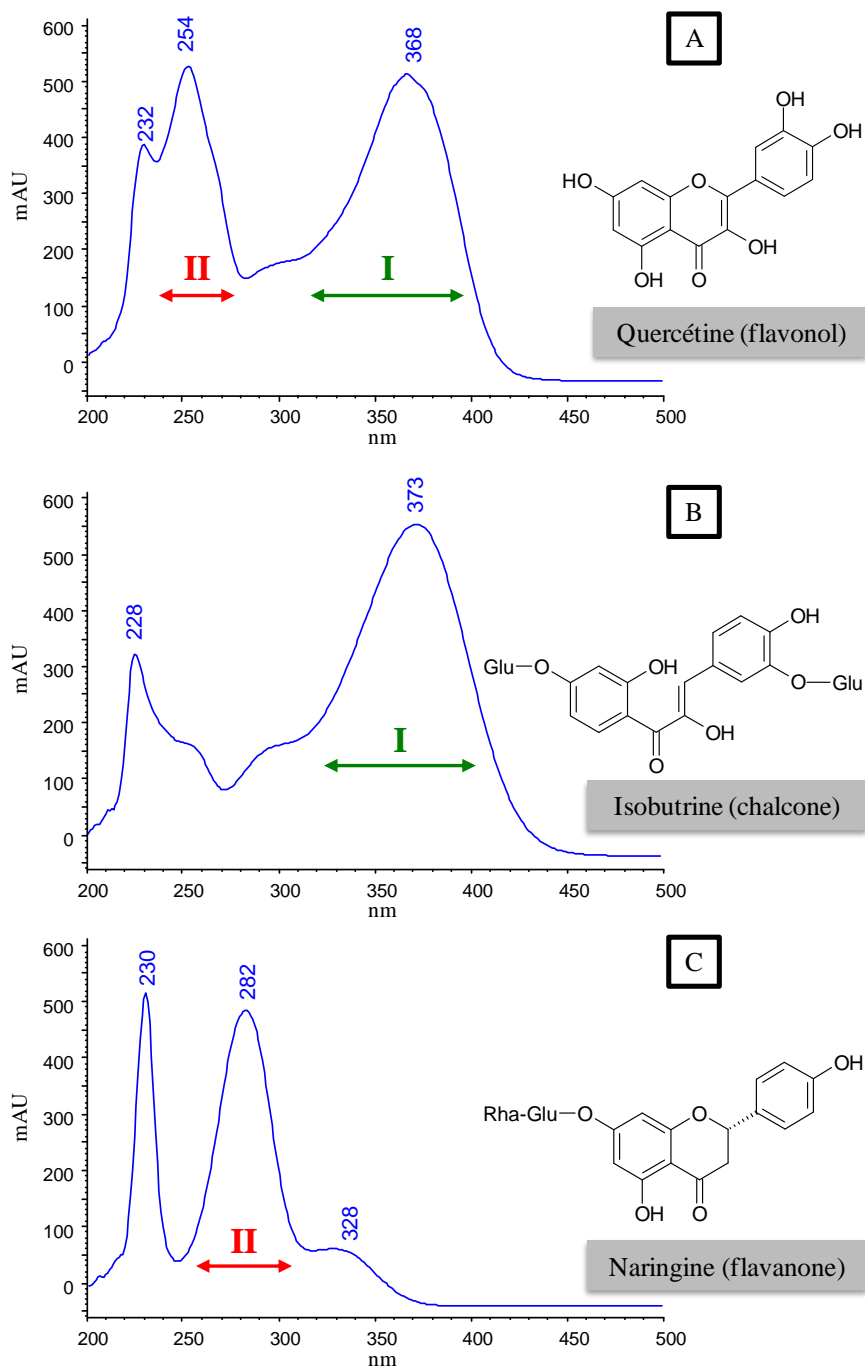 A
600
500
400
300
200
100
0
mAU
232
254
368
II
I
200
250
300
350
400
450
500
nm
HO
OH
O
OH
O
OH
OH
Quercétine (flavonol)
B
600
500
400
300
200
100
0
mAU
228
373
I
200
250
300
350
400
450
500
nm
Glu
O
OH
O
OH
OH
O
Glu
Isobutrine (chalcone)
C
600
500
400
300
200
100
0
mAU
230
282
328
II
200
250
300
350
400
450
500
nm
Rha-Glu
O
O
OH
O
OH
Naringine (flavanone)